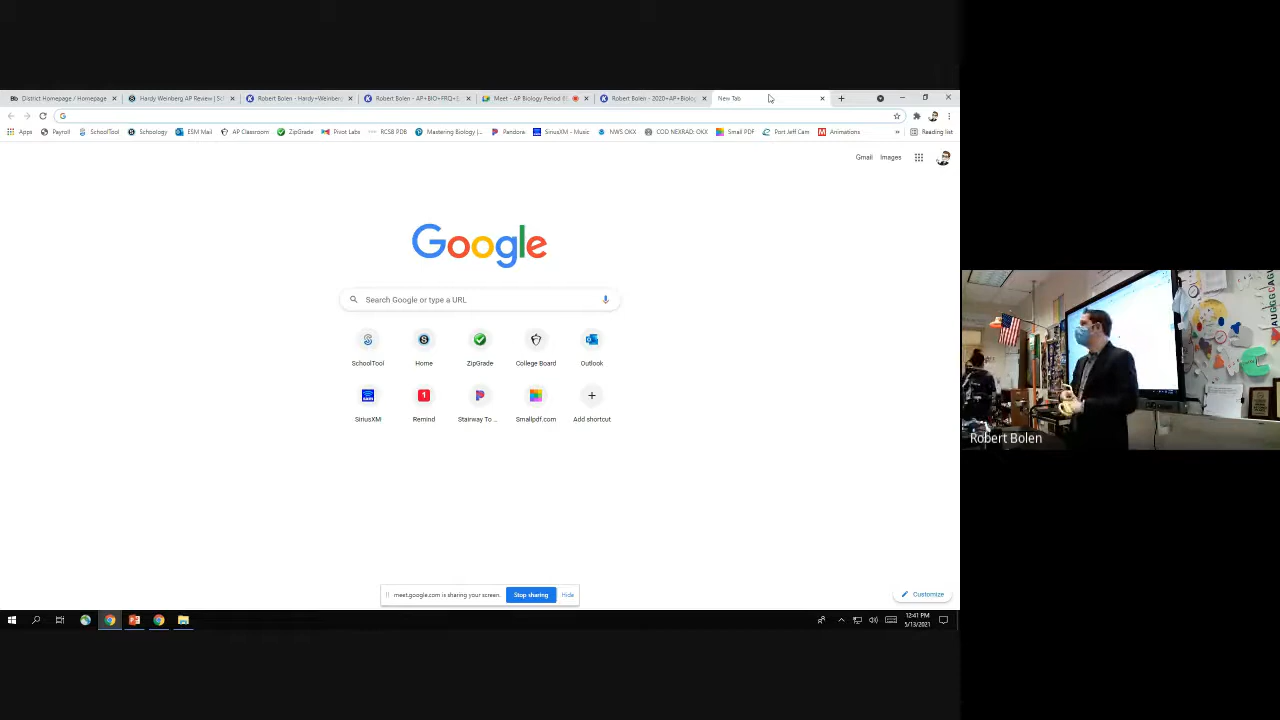 District Homepage / Homepage
Hardy Weinberg AP Review | Sc
Robert Bolen - Hardy+Weinberg
Robert Bolen - AP+BIO+FRQ+
Meet - AP Biology Period
Robert Bolen - 2020+AP+Biolog
New Tab
Apps
Payroll
SchoolTool
Schoology
ESM Mail
AP Classroom
ZipGrade
Pivot Labs
RCSB PDB
Mastering Biology |...
Pandora
SiriusXM - Music
NWS OKX
COD NEXRAD: OKX
Small PDF
Port Jeff Cam
Animations
»
Reading list
Gmail
Images
Google
Search Google or type a URL
SchoolTool
Home
ZipGrade
College Board
Outlook
SiriusXM
Remind
Stairway To ...
Smallpdf.com
Add shortcut
Robert Bolen
meet.google.com is sharing your screen.
Stop sharing
Hide
Customize
12:41 PM
5/13/2021